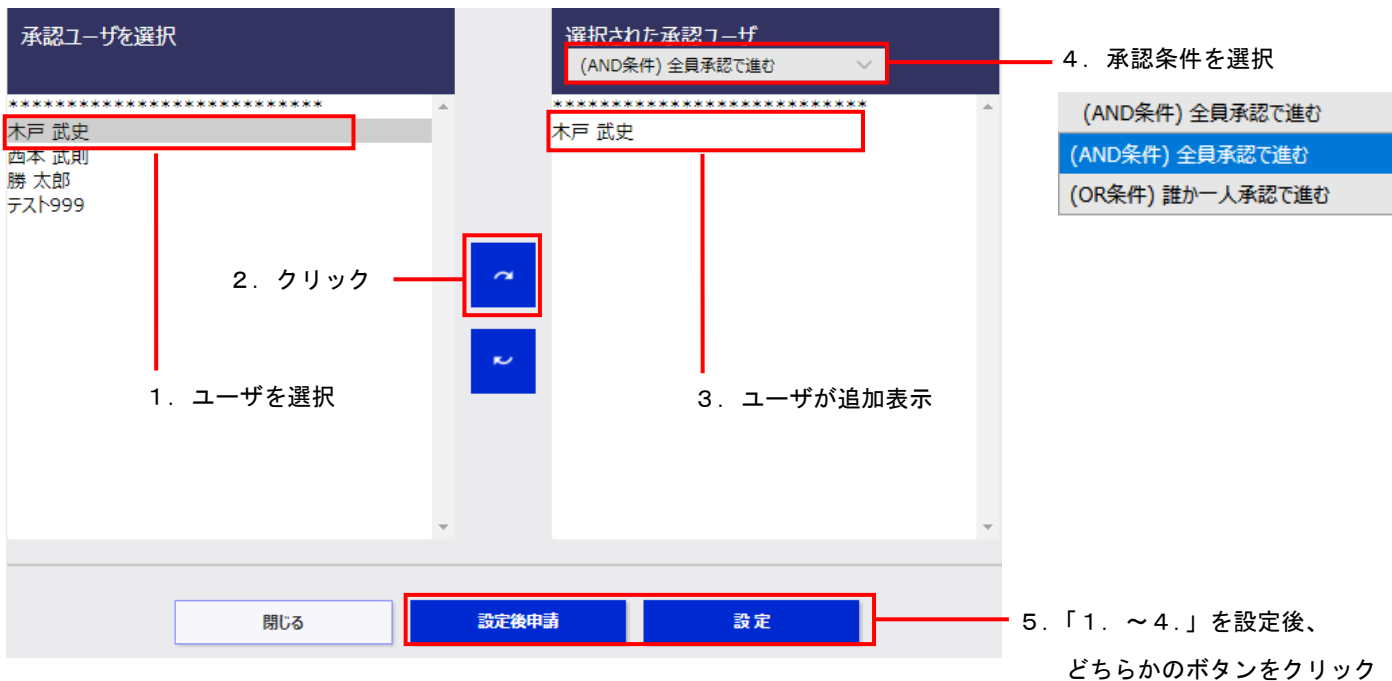 承認ユーザを選択
選択された承認ユーザ
(AND条件) 全員承認で進む
４．承認条件を選択
(AND条件) 全員承認で進む
(AND条件) 全員承認で進む
(OR条件) 誰か一人承認で進む
***************************
木戸 武史
西本 武則
勝 太郎
テスト999
***************************
木戸 武史
２．クリック
１．ユーザを選択
３．ユーザが追加表示
閉じる
設定後申請
設 定
５．「１．～４．」を設定後、
どちらかのボタンをクリック